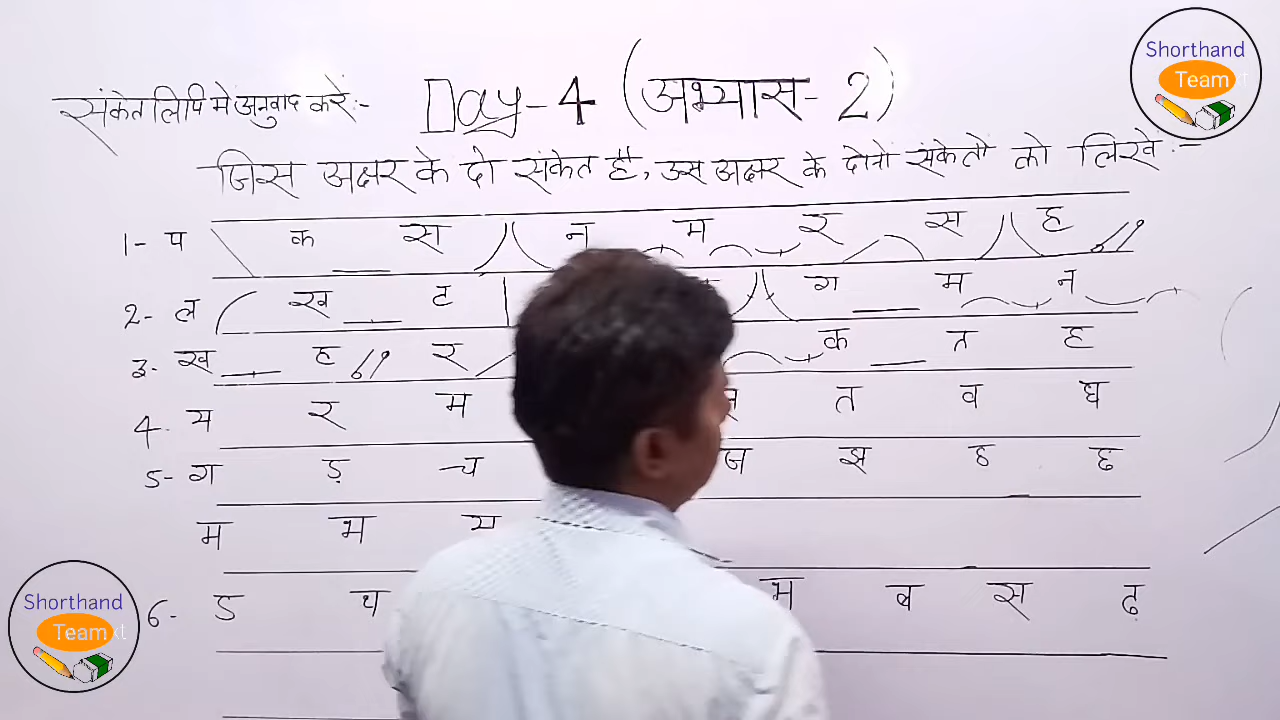 Shorthand
Team
संकेत लिपि मे अनुवाद करें:-
Day-4 (अभ्यास-2)
जिस अक्षर के दो संकेत है, उस अक्षर के दोनो संकेतो को लिखे:-
1- प क स न म र स ह
2- ल ख ट ग म न
3- ख ह र क त ह
4- य र म त व घ
5- ग ड़ च ज झ ठ ढ
म भ य
6- ड च म ब स ढ़
Shorthand
Team